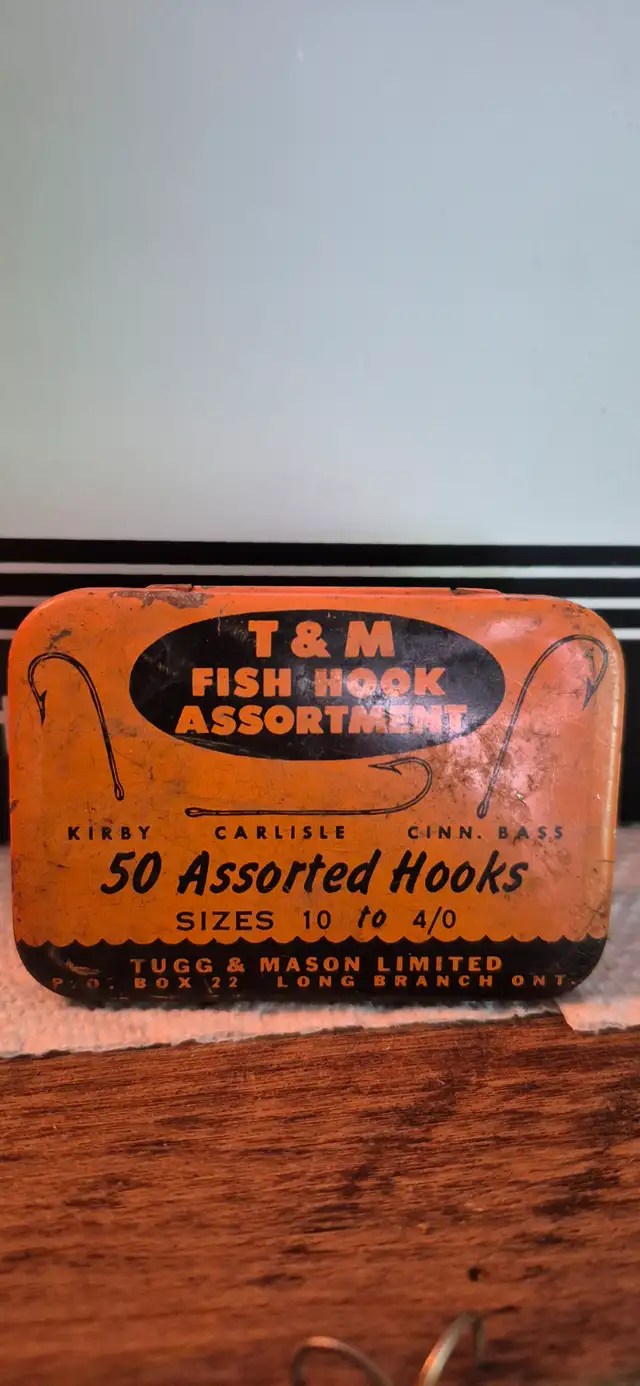 T & M
FISH HOOK
ASSORTMENT
KIRBY CARLISLE CINN. BASS
50 Assorted Hooks
SIZES 10 to 4/0
TUGG & MASON LIMITED
P.O. BOX 22 LONG BRANCH ONT.